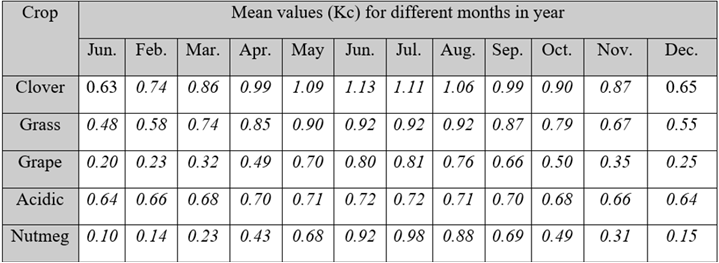 Crop Mean values (Kc) for different months in year
Jun. Feb. Mar. Apr. May Jun. Jul. Aug. Sep. Oct. Nov. Dec.
Clover 0.63 0.74 0.86 0.99 1.09 1.13 1.11 1.06 0.99 0.90 0.87 0.65
Grass 0.48 0.58 0.74 0.85 0.90 0.92 0.92 0.92 0.87 0.79 0.67 0.55
Grape 0.20 0.23 0.32 0.49 0.70 0.80 0.81 0.76 0.66 0.50 0.35 0.25
Acidic 0.64 0.66 0.68 0.70 0.71 0.72 0.72 0.71 0.70 0.68 0.66 0.64
Nutmeg 0.10 0.14 0.23 0.43 0.68 0.92 0.98 0.88 0.69 0.49 0.31 0.15